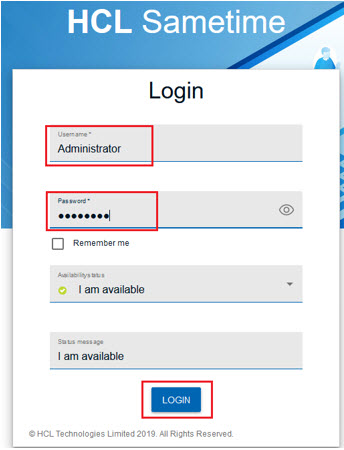 HCL Sametime
Login
Username *
Administrator
Password *
Remember me
Availability status
I am available
Status message
I am available
LOGIN
© HCL Technologies Limited 2019. All Rights Reserved.